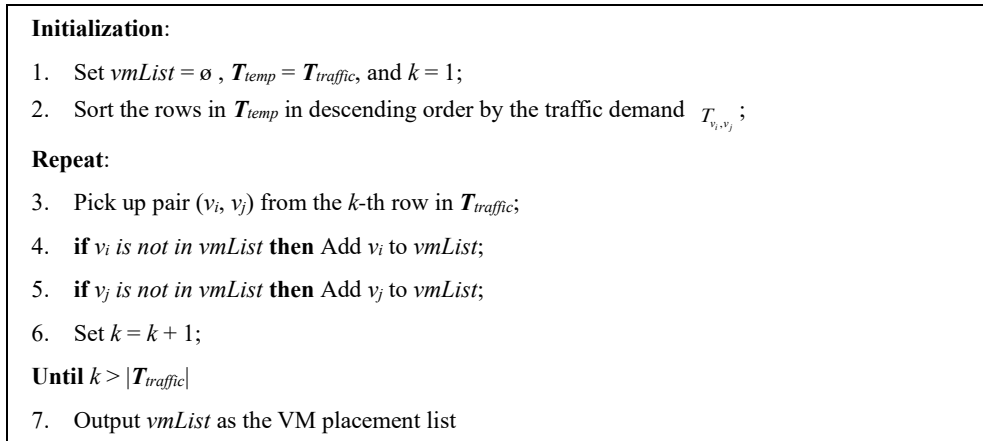 Initialization:
1. Set vmList = ø , Ttemp = Ttraffic, and k = 1;
2. Sort the rows in Ttemp in descending order by the traffic demand Tvi,vj ;
Repeat:
3. Pick up pair (vi, vj) from the k-th row in Ttraffic;
4. if vi is not in vmList then Add vi to vmList;
5. if vj is not in vmList then Add vj to vmList;
6. Set k = k + 1;
Until k > |Ttraffic|
7. Output vmList as the VM placement list